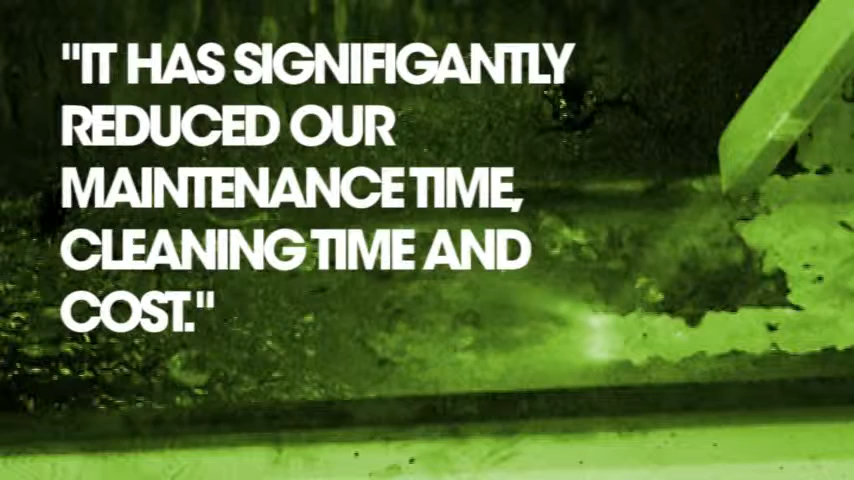 "IT HAS SIGNIFIGANTLY
REDUCED OUR
MAINTENANCE TIME,
CLEANING TIME AND
COST."